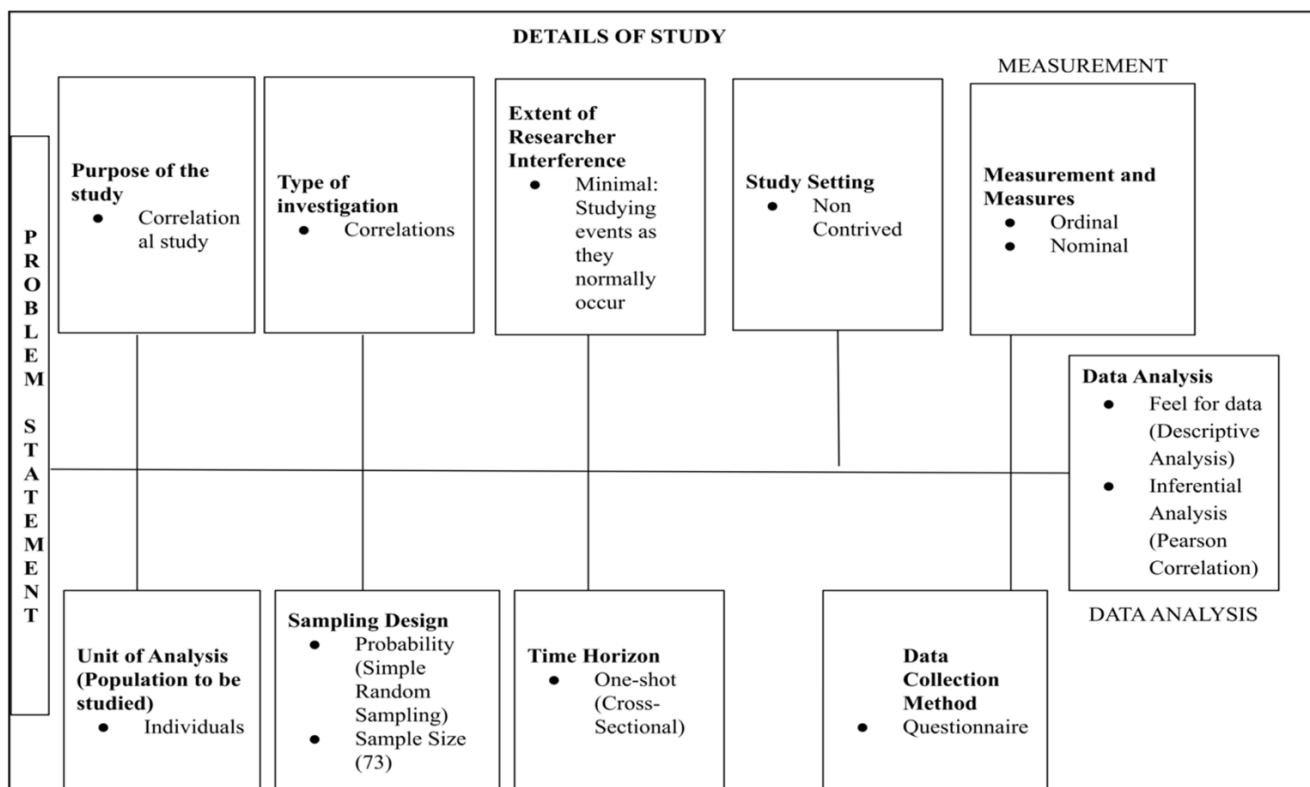 DETAILS OF STUDY
MEASUREMENT
PROBLEM STATEMENT
Purpose of the
study
● Correlation
al study
Type of
investigation
● Correlations
Extent of
Researcher
Interference
● Minimal:
Studying
events as
they
normally
occur
Study Setting
● Non
Contrived
Measurement and
Measures
● Ordinal
● Nominal
Data Analysis
● Feel for data
(Descriptive
Analysis)
● Inferential
Analysis
(Pearson
Correlation)
DATA ANALYSIS
Unit of Analysis
(Population to be
studied)
● Individuals
Sampling Design
● Probability
(Simple
Random
Sampling)
● Sample Size
(73)
Time Horizon
● One-shot
(Cross-
Sectional)
Data
Collection
Method
● Questionnaire